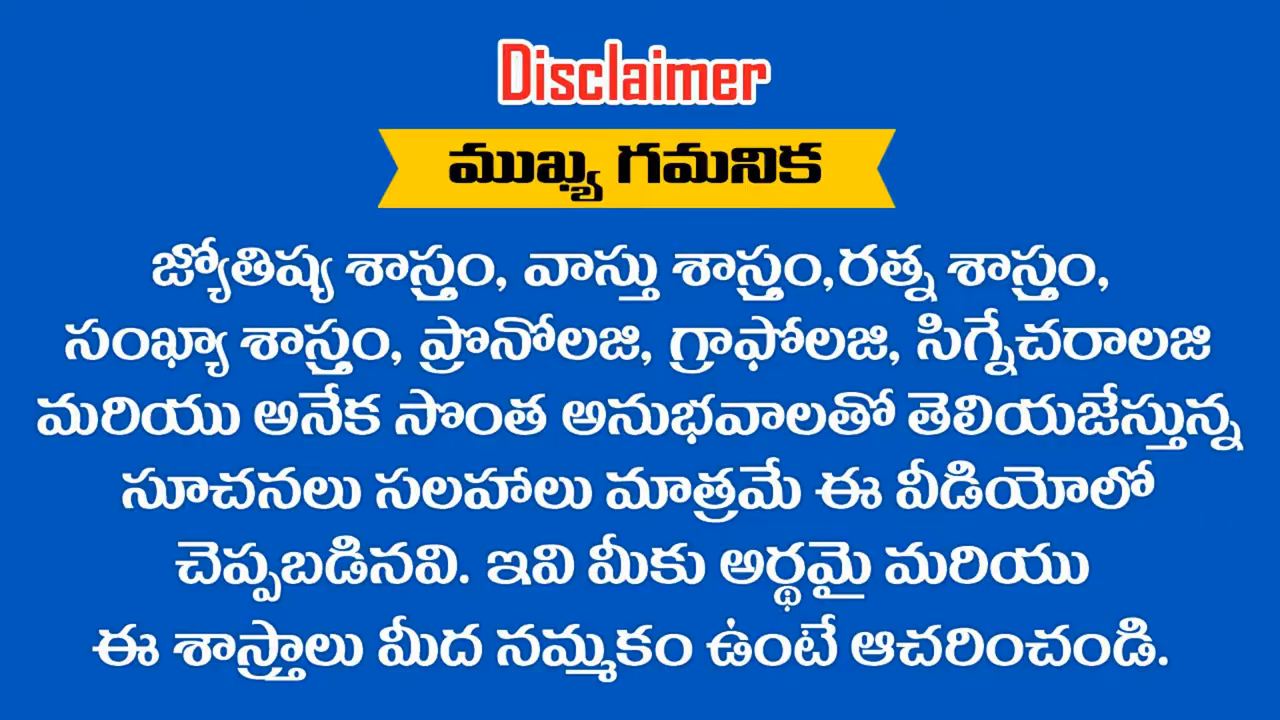 Disclaimer
ముఖ్య గమనిక
జ్యోతిష్య శాస్త్రం, వాస్తు శాస్త్రం,రత్న శాస్త్రం,
సంఖ్యా శాస్త్రం, ప్రొనోలజి, గ్రాఫోలజి, సిగ్నేచరాలజి
మరియు అనేక సొంత అనుభవాలతో తెలియజేస్తున్న
సూచనలు సలహాలు మాత్రమే ఈ వీడియోలో
చెప్పబడినవి. ఇవి మీకు అర్థమై మరియు
ఈ శాస్త్రాలు మీద నమ్మకం ఉంటే ఆచరించండి.